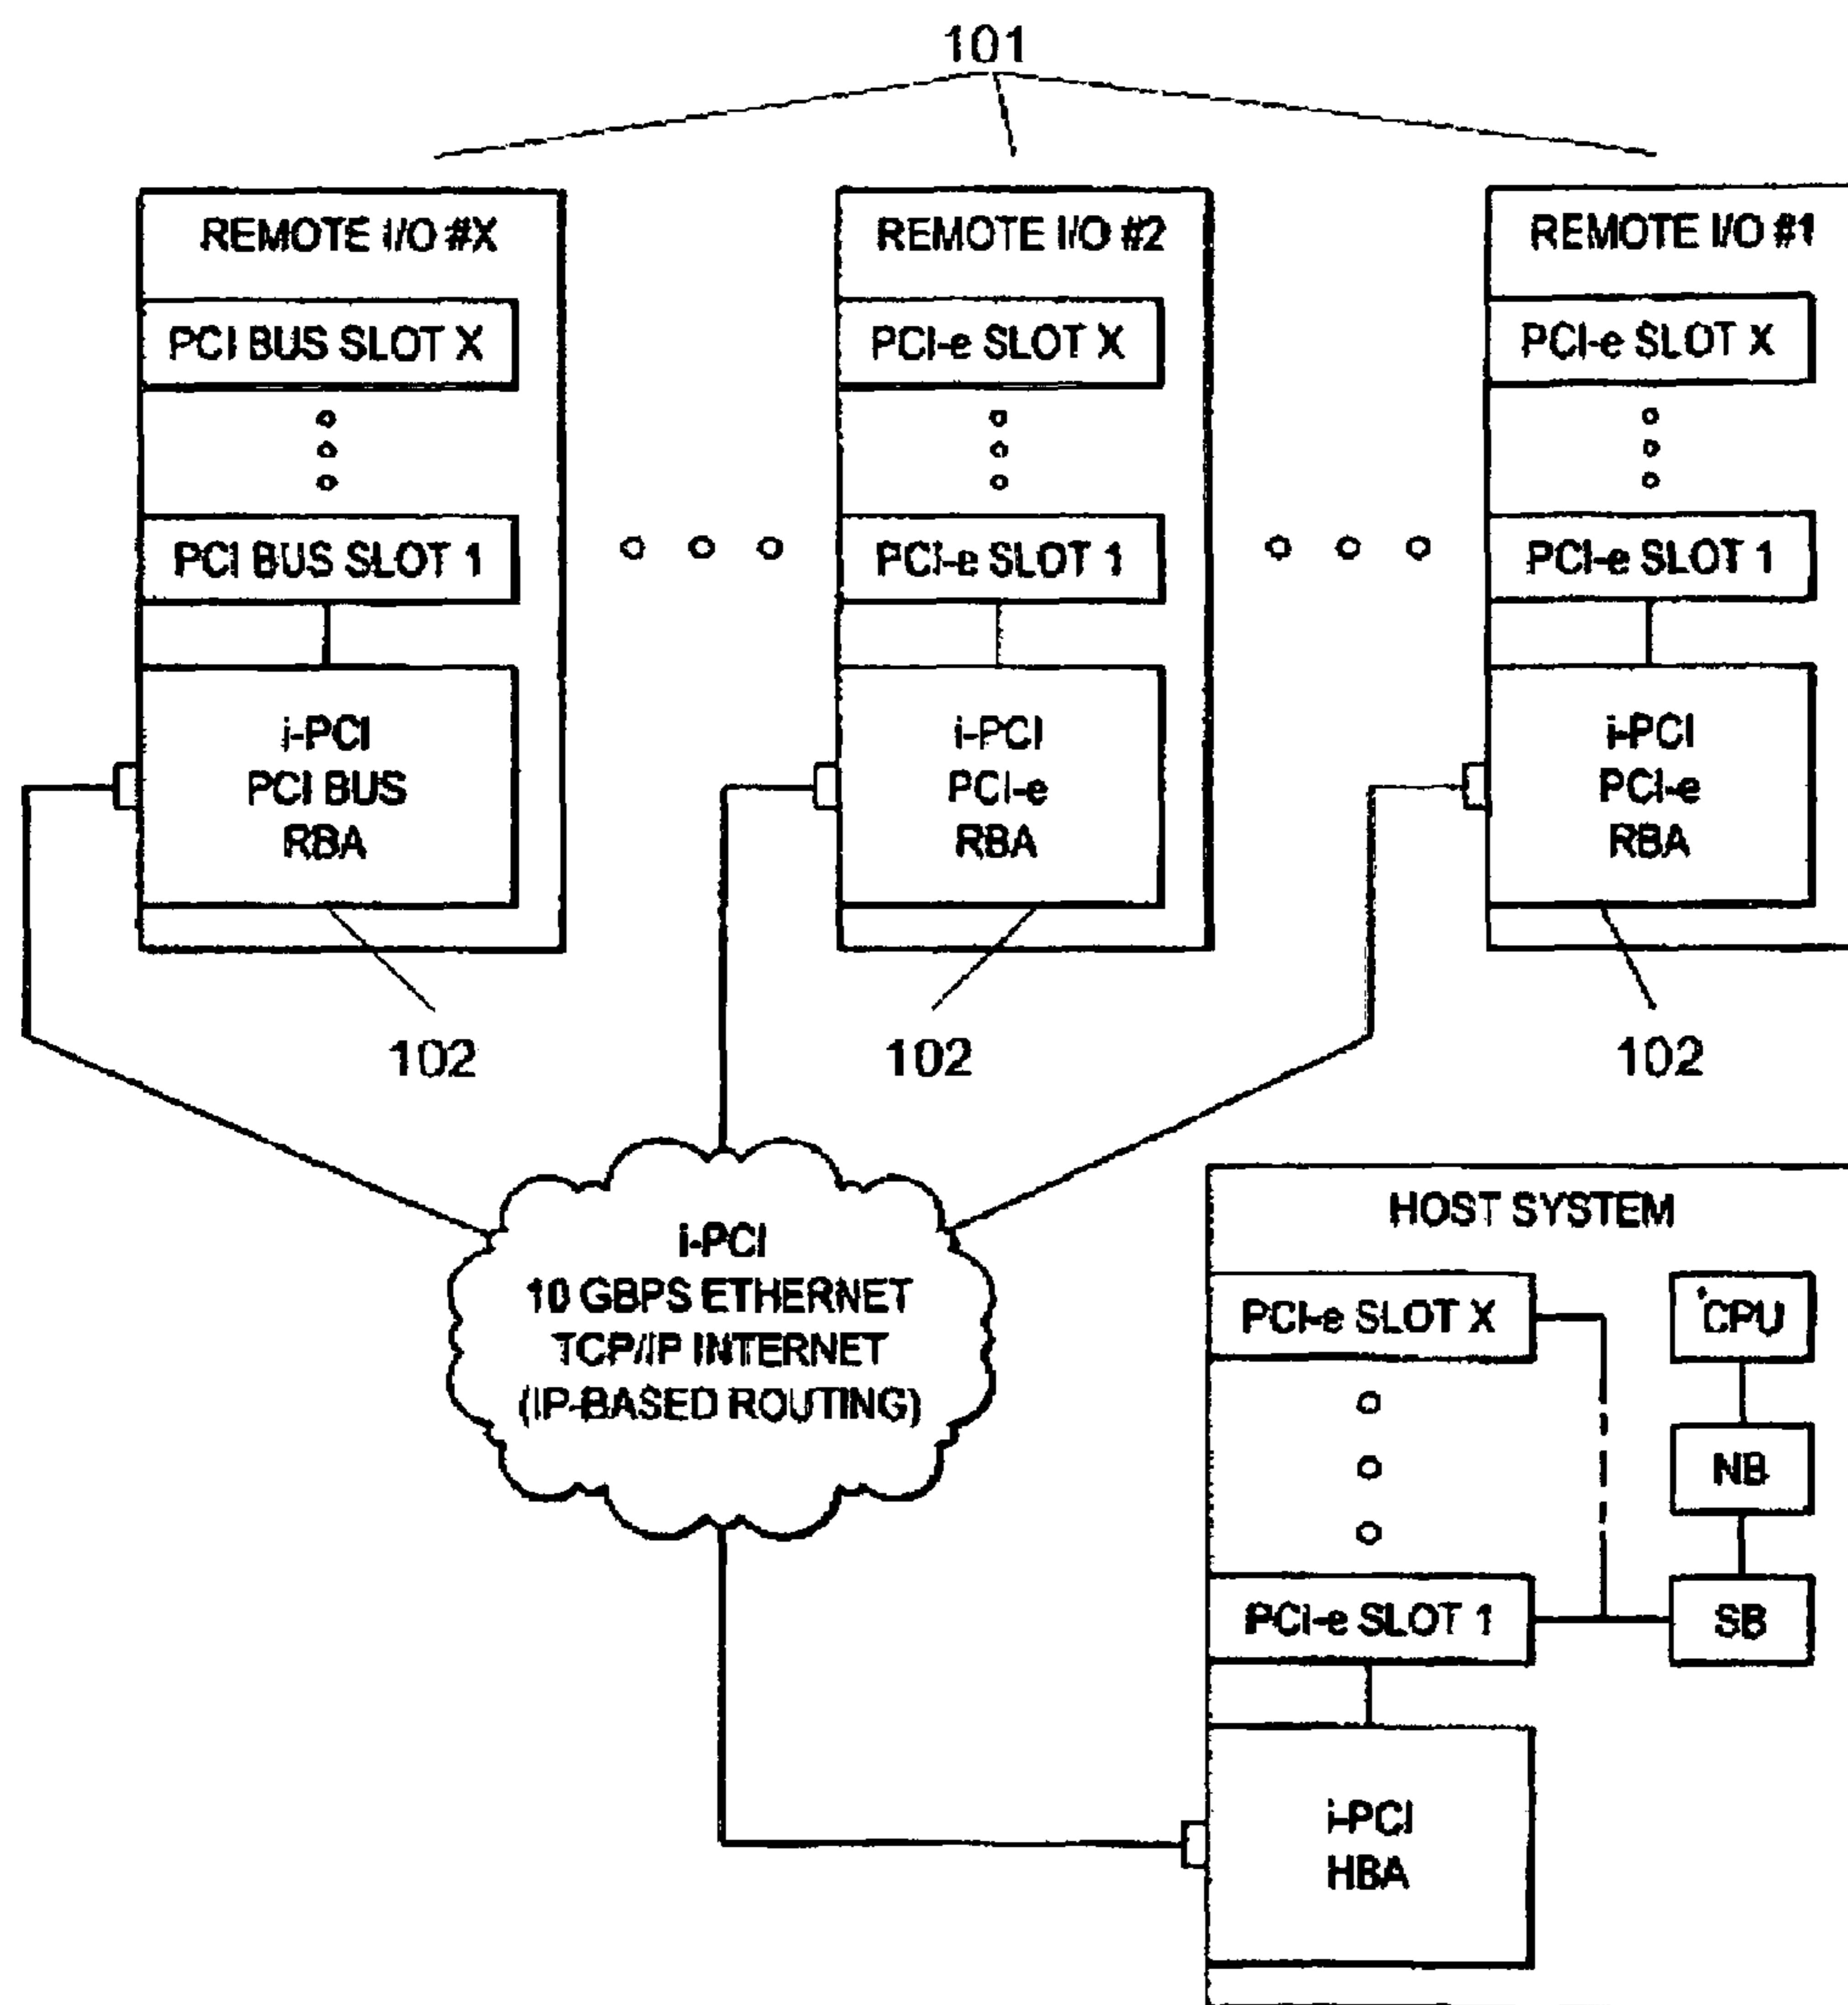 101
REMOTE I/O #X
PCI BUS SLOT X
PCI BUS SLOT 1
i-PCI
PCI BUS
RBA
102
REMOTE I/O #2
PCI-e SLOT X
PCI-e SLOT 1
i-PCI
PCI-e
RBA
102
REMOTE I/O #1
PCI-e SLOT X
PCI-e SLOT 1
i-PCI
PCI-e
RBA
102
i-PCI
10 GBPS ETHERNET
TCP/IP INTERNET
(IP-BASED ROUTING)
HOST SYSTEM
PCI-e SLOT X
CPU
NB
PCI-e SLOT 1
SB
i-PCI
HBA